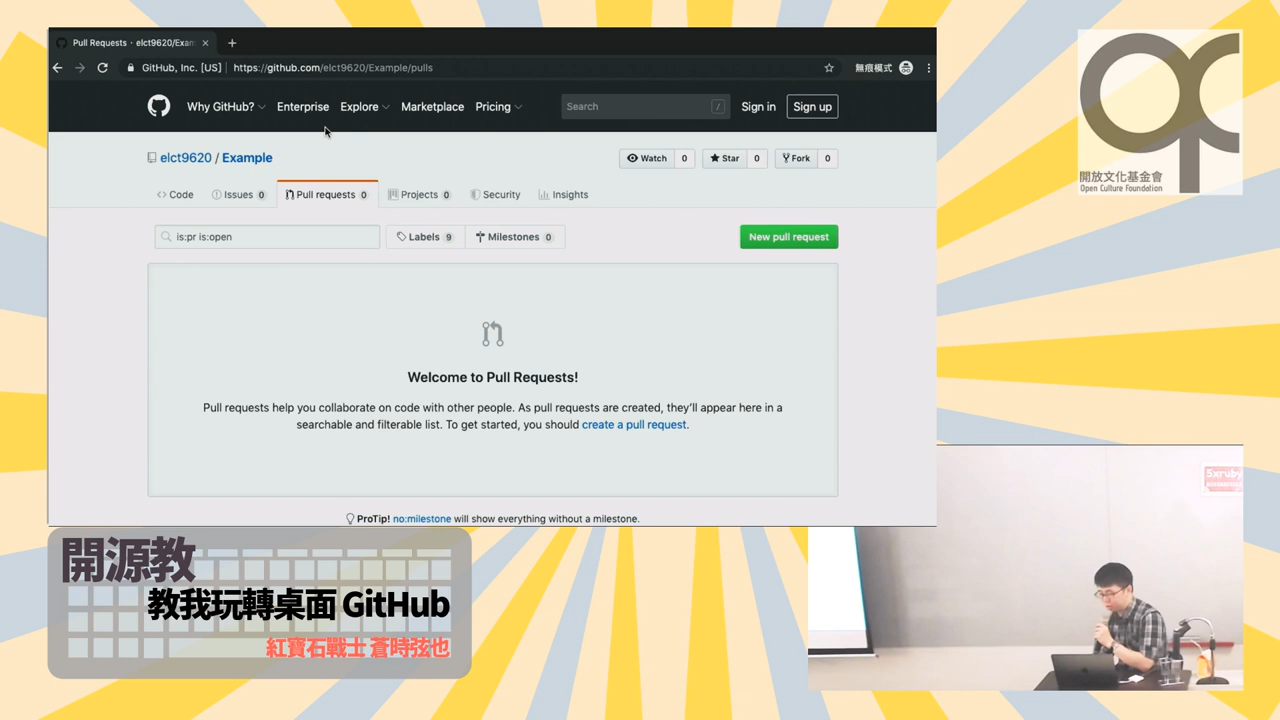 Pull Requests · elct9620/Exam
GitHub, Inc. [US] | https://github.com/elct9620/Example/pulls
無痕模式
Why GitHub? Enterprise Explore Marketplace Pricing Search / Sign in Sign up
elct9620 / Example
Watch 0 Star 0 Fork 0
Code Issues 0 Pull requests 0 Projects 0 Security Insights
is:pr is:open Labels 9 Milestones 0 New pull request
Welcome to Pull Requests!
Pull requests help you collaborate on code with other people. As pull requests are created, they’ll appear here in a
searchable and filterable list. To get started, you should create a pull request.
ProTip! no:milestone will show everything without a milestone.
開放文化基金會
Open Culture Foundation
5xruby
開源教
教我玩轉桌面 GitHub
紅寶石戰士 蒼時弦也